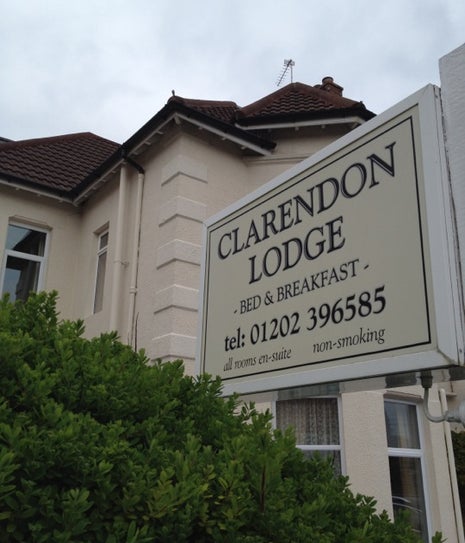 CLARENDON
LODGE
- BED & BREAKFAST -
tel: 01202 396585
all rooms en-suite non-smoking